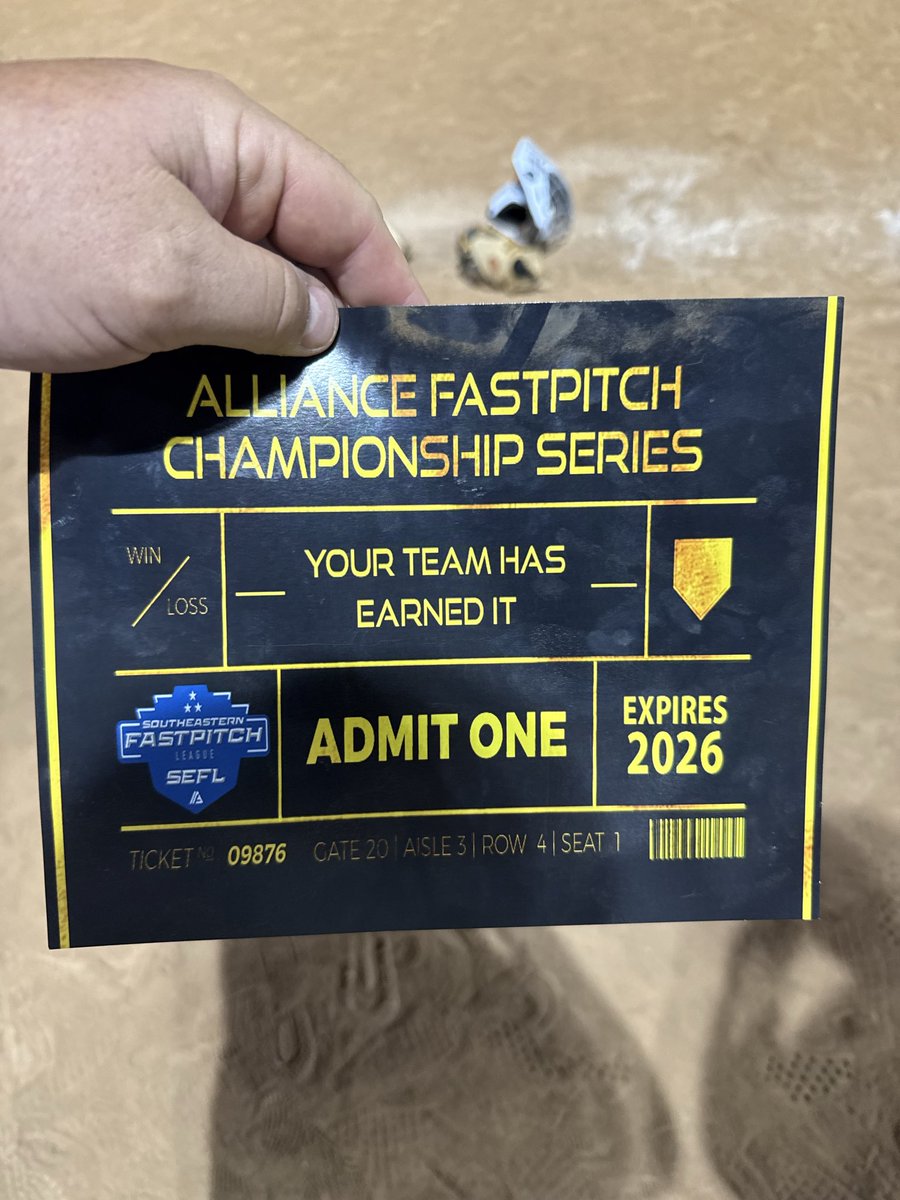 ALLIANCE FASTPITCH
CHAMPIONSHIP SERIES
WIN
LOSS
YOUR TEAM HAS
EARNED IT
SOUTHEASTERN
FASTPITCH
LEAGUE
SEFL
ADMIT ONE
EXPIRES
2026
TICKET NO 09876 GATE 20 | AISLE 3 | ROW 4 | SEAT 1